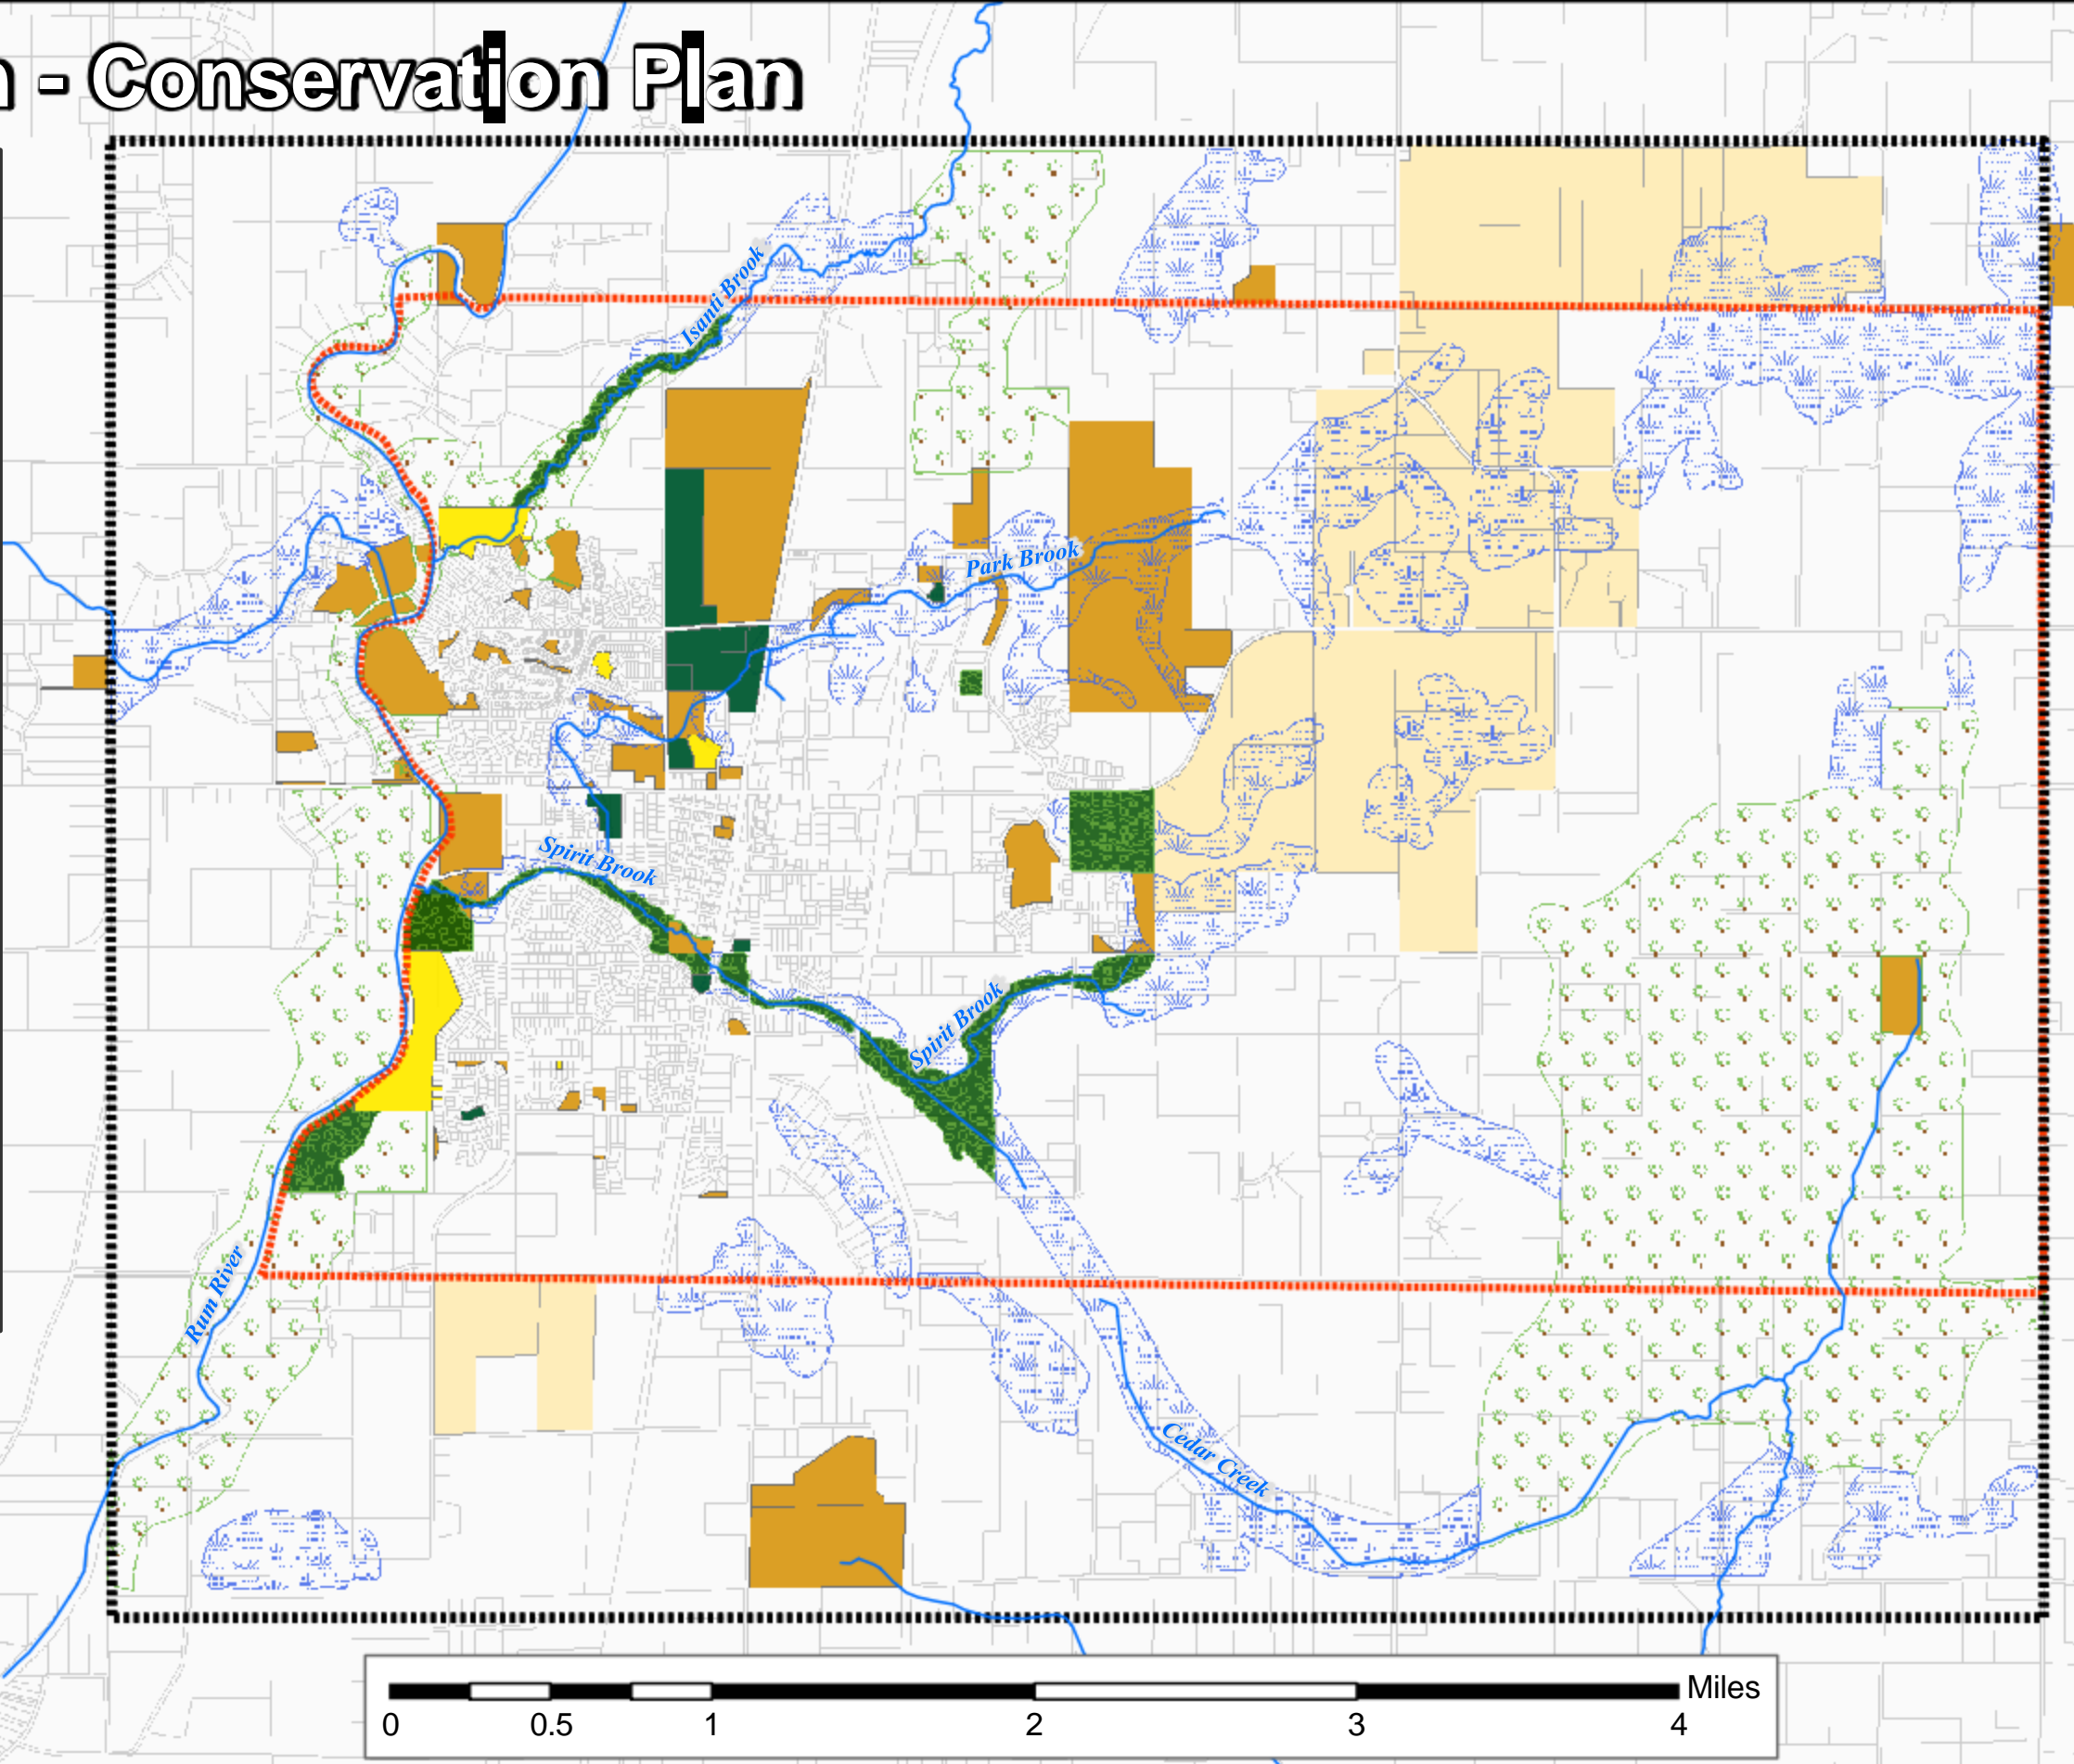 - Conservation Plan
Isanti Brook
Park Brook
Spirit Brook
Spirit Brook
Rum River
Cedar Creek
Miles
0 0.5 1 2 3 4